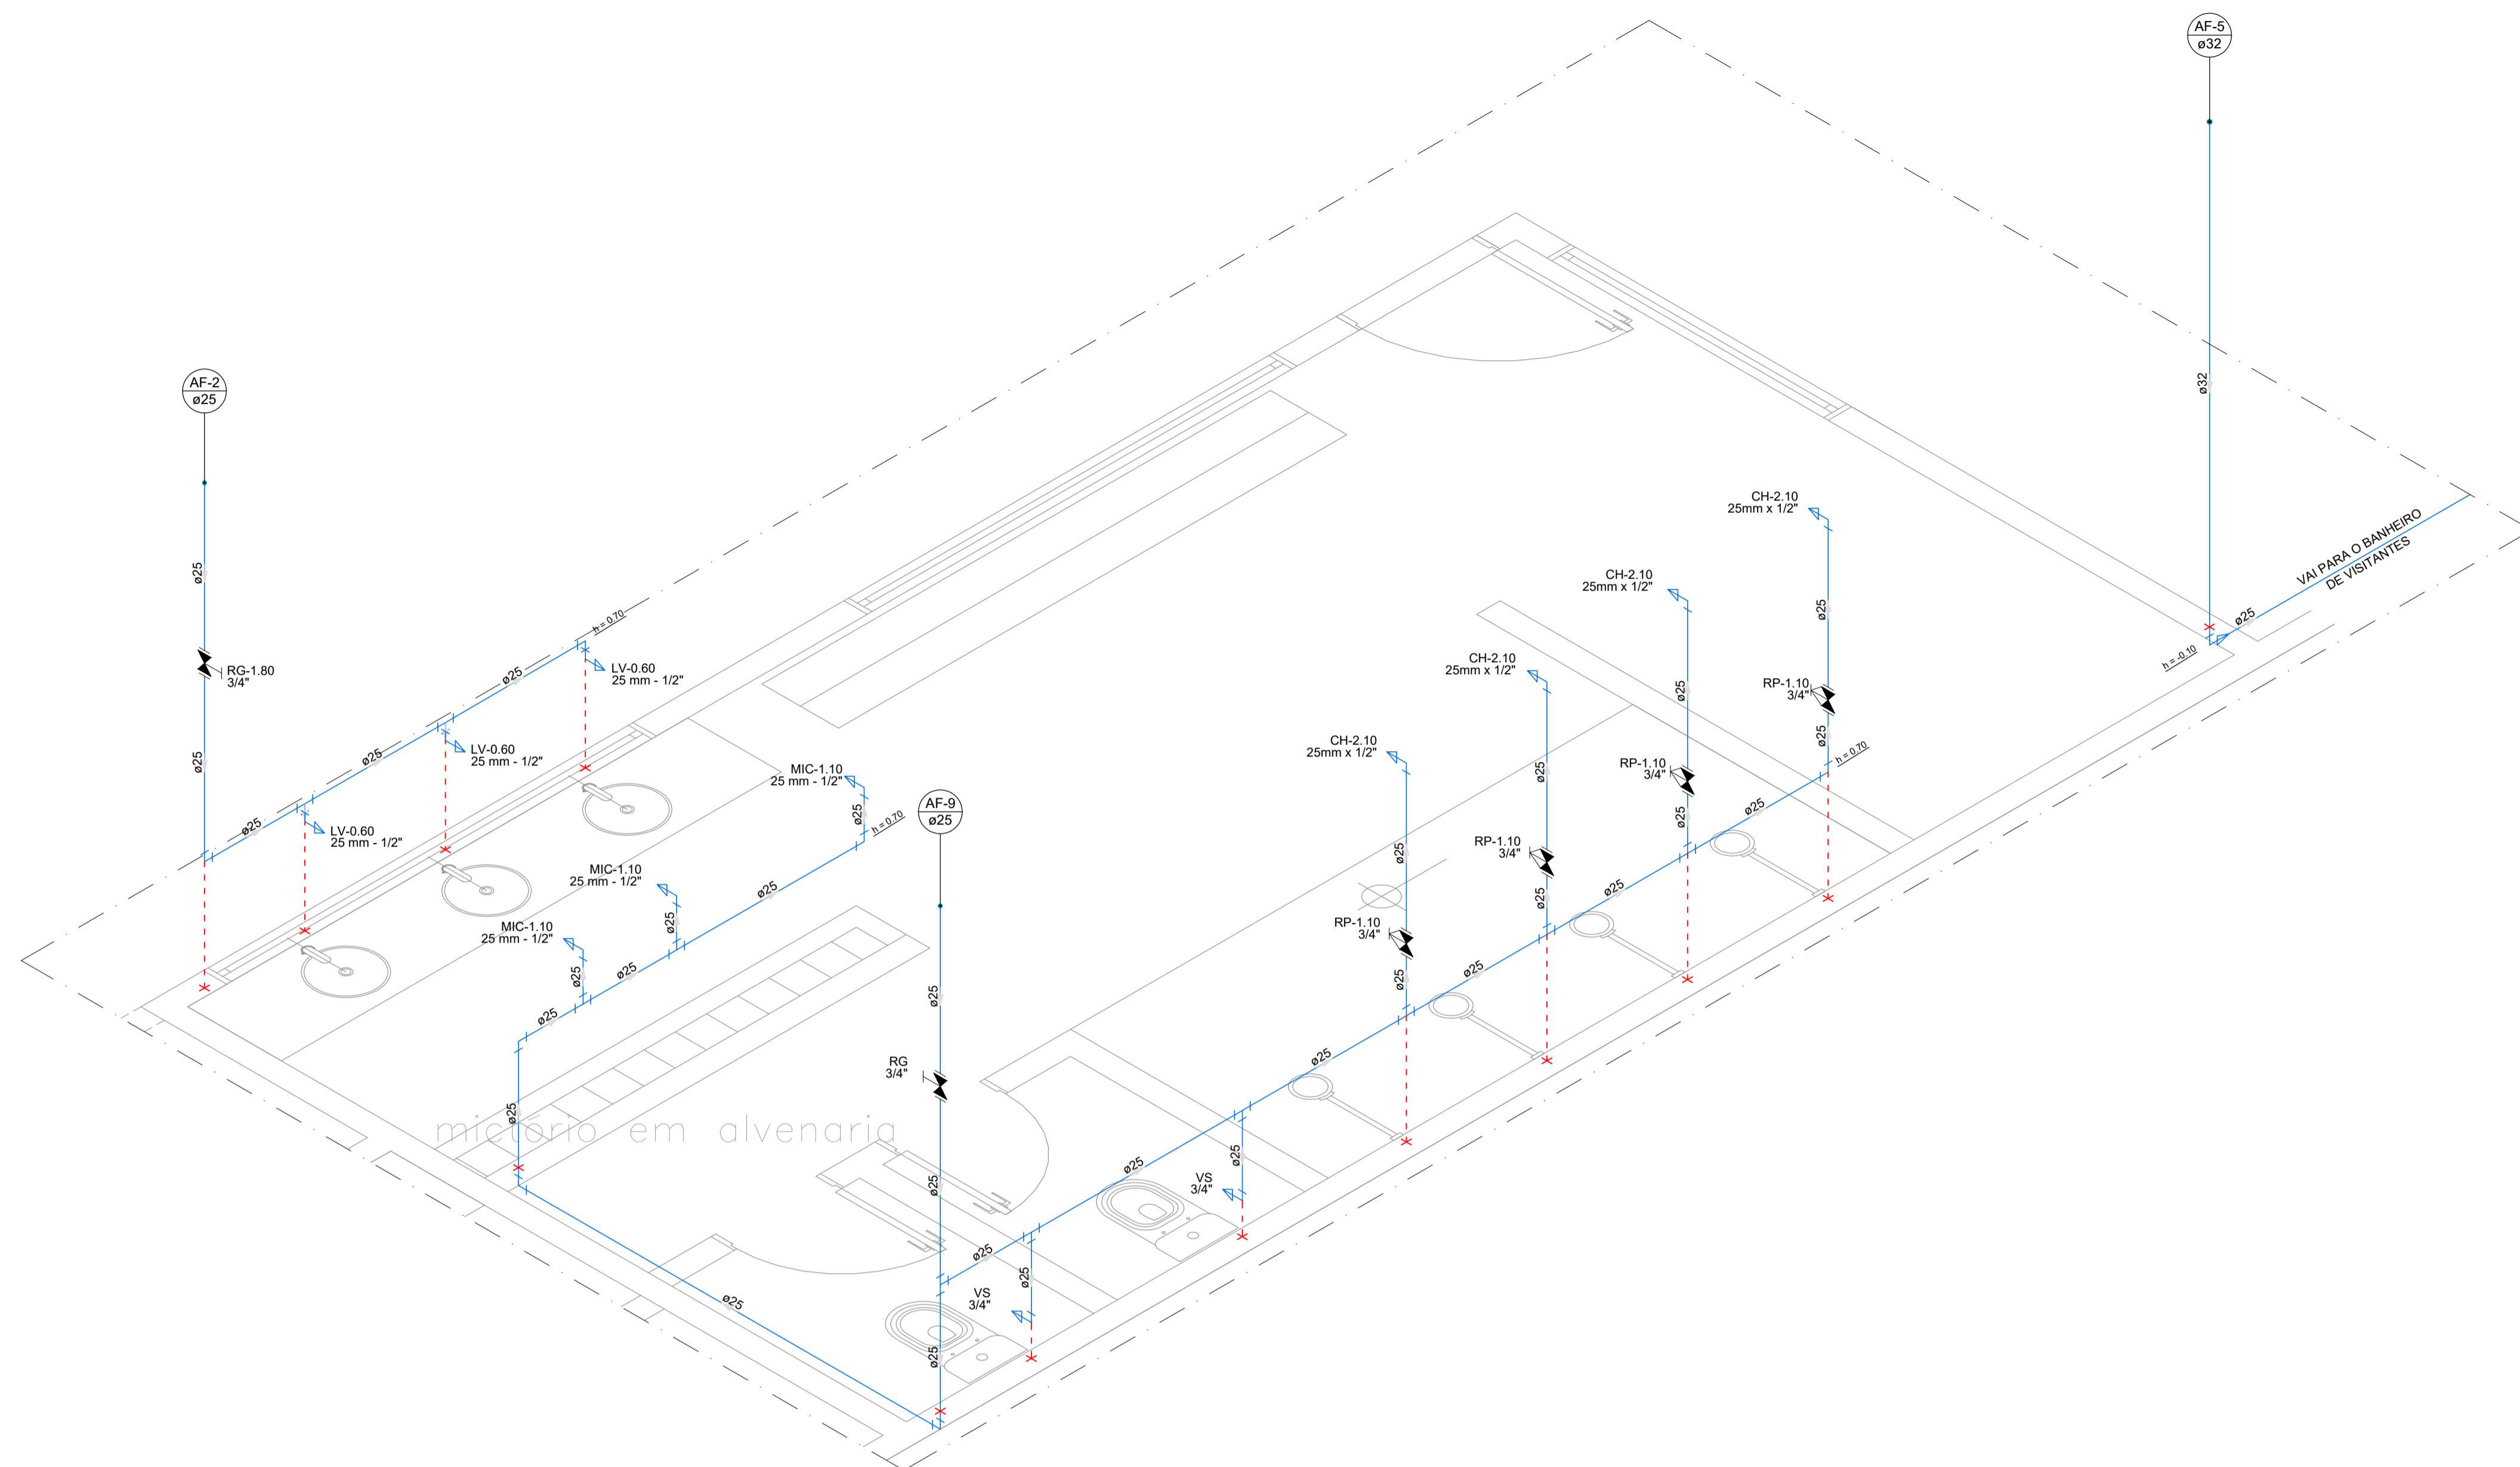 AF-5
ø32
ø32
AF-2
ø25
ø25
RG-1.80
3/4"
ø25
ø25
ø25
ø25
h = 0.70
LV-0.60
25 mm - 1/2"
LV-0.60
25 mm - 1/2"
LV-0.60
25 mm - 1/2"
MIC-1.10
25 mm - 1/2"
ø25
h = 0.70
MIC-1.10
25 mm - 1/2"
ø25
ø25
MIC-1.10
25 mm - 1/2"
ø25
ø25
ø25
ø25
mictório em alvenaria
ø25
AF-9
ø25
ø25
RG
3/4"
ø25
ø25
ø25
ø25
VS
3/4"
ø25
ø25
VS
3/4"
ø25
CH-2.10
25mm x 1/2"
ø25
RP-1.10
3/4"
ø25
ø25
CH-2.10
25mm x 1/2"
ø25
RP-1.10
3/4"
ø25
ø25
CH-2.10
25mm x 1/2"
ø25
RP-1.10
3/4"
ø25
ø25
CH-2.10
25mm x 1/2"
ø25
RP-1.10
3/4"
ø25
h = 0.70
VAI PARA O BANHEIRO
DE VISITANTES
ø25
h = -0.10